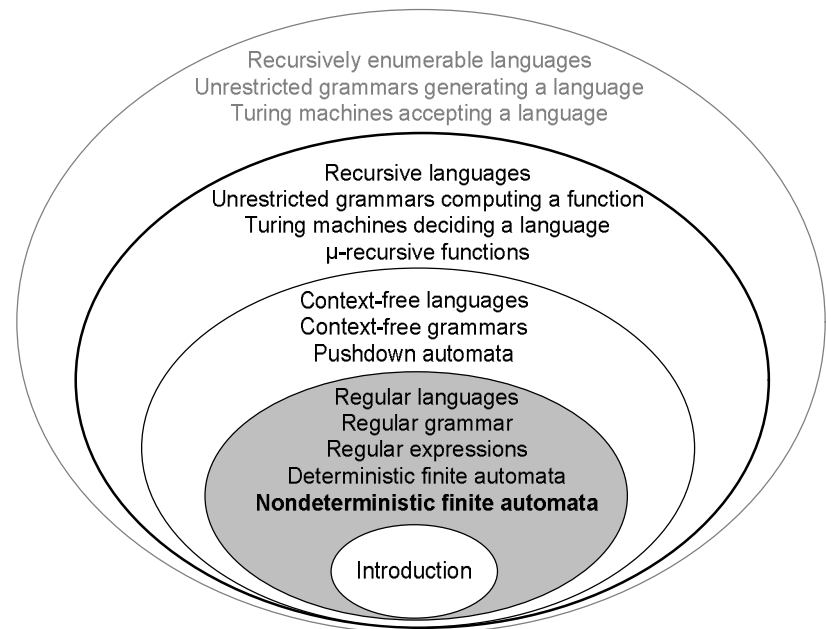 Recursively enumerable languages
Unrestricted grammars generating a language
Turing machines accepting a language
Recursive languages
Unrestricted grammars computing a function
Turing machines deciding a language
μ-recursive functions
Context-free languages
Context-free grammars
Pushdown automata
Regular languages
Regular grammar
Regular expressions
Deterministic finite automata
Nondeterministic finite automata
Introduction